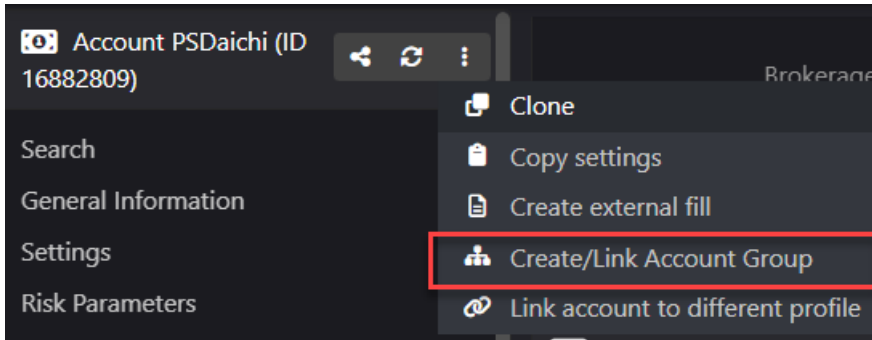 Account PSDaichi (ID
16882809)
Brokerage
Clone
Search
Copy settings
General Information
Create external fill
Settings
Create/Link Account Group
Risk Parameters
Link account to different profile